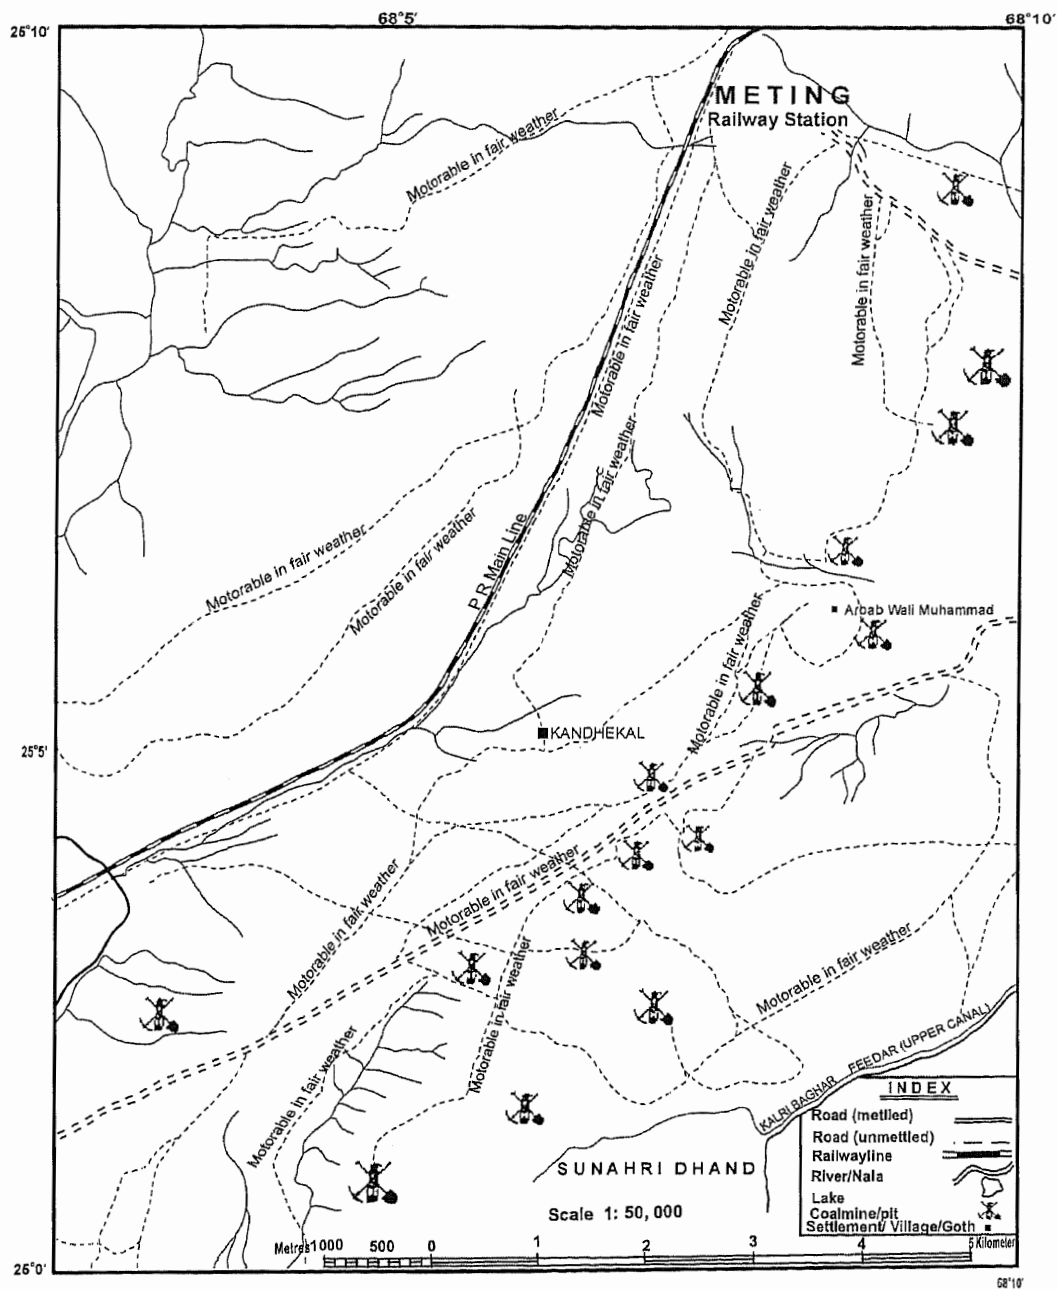 68°5'
68°10'
25°10'
METING
Railway Station
Motorable in fair weather
Motorable in fair weather
Motorable in fair weather
Motorable in fair weather
Motorable in fair weather
Motorable in fair weather
Motorable in fair weather
P R Main Line
Arbab Wali Muhammad
Motorable in fair weather
KANDHEKAL
25°5'
Motorable in fair weather
Motorable in fair weather
Motorable in fair weather
Motorable in fair weather
Motorable in fair weather
KALRI BAGHAR FEEDAR (UPPER CANAL)
SUNAHRI DHAND
Scale 1: 50,000
INDEX
Road (metlled)
Road (unmettled)
Railwayline
River/Nala
Lake
Coalmine/pit
Settlement/ Village/Goth
Metres 1000 500 0 1 2 3 4 5 Kilometer
25°0'
68°10'